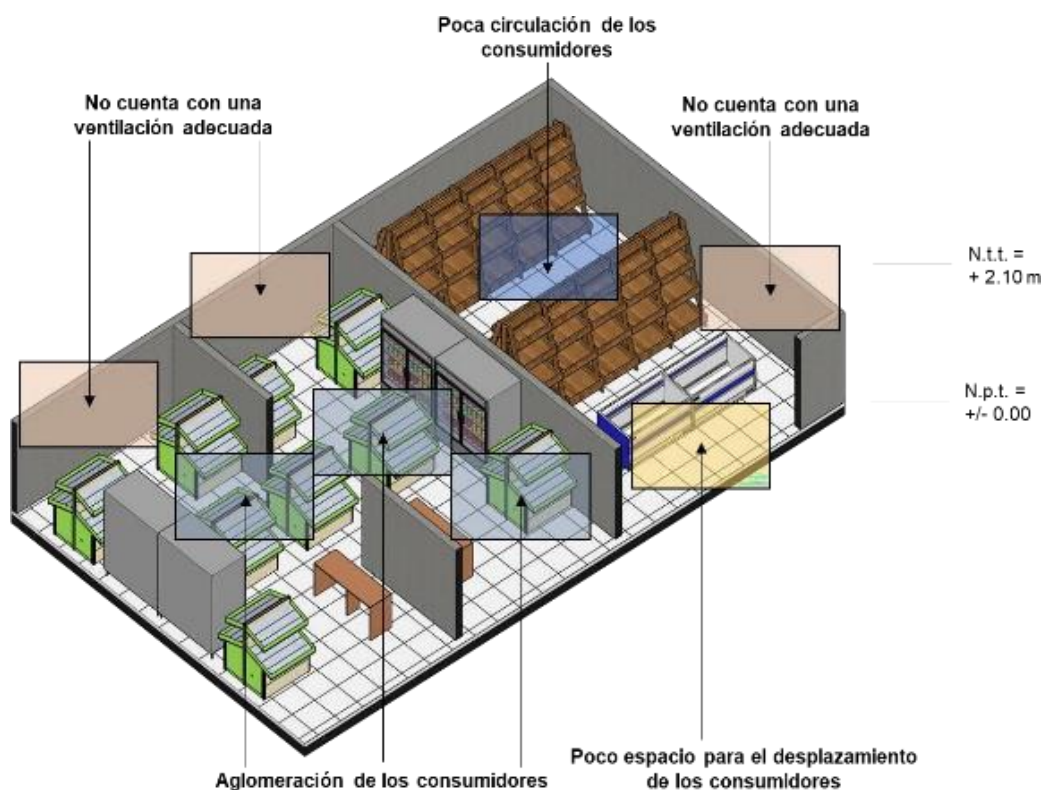 Poca circulación de los
consumidores
No cuenta con una
ventilación adecuada
No cuenta con una
ventilación adecuada
N.t.t. =
+ 2.10 m
N.p.t. =
+/- 0.00
Aglomeración de los consumidores
Poco espacio para el desplazamiento
de los consumidores